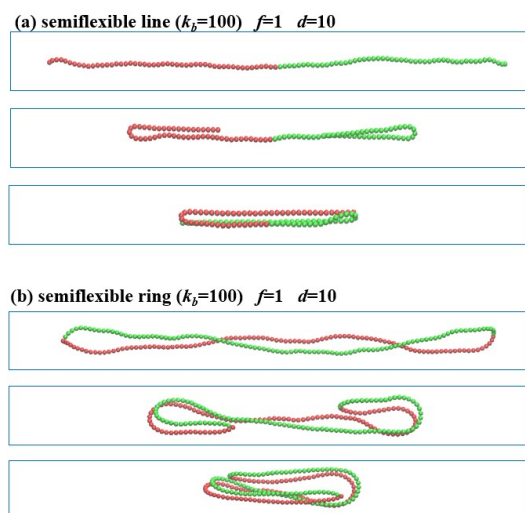 (a) semiflexible line (k_b=100) f=1 d=10
(b) semiflexible ring (k_b=100) f=1 d=10